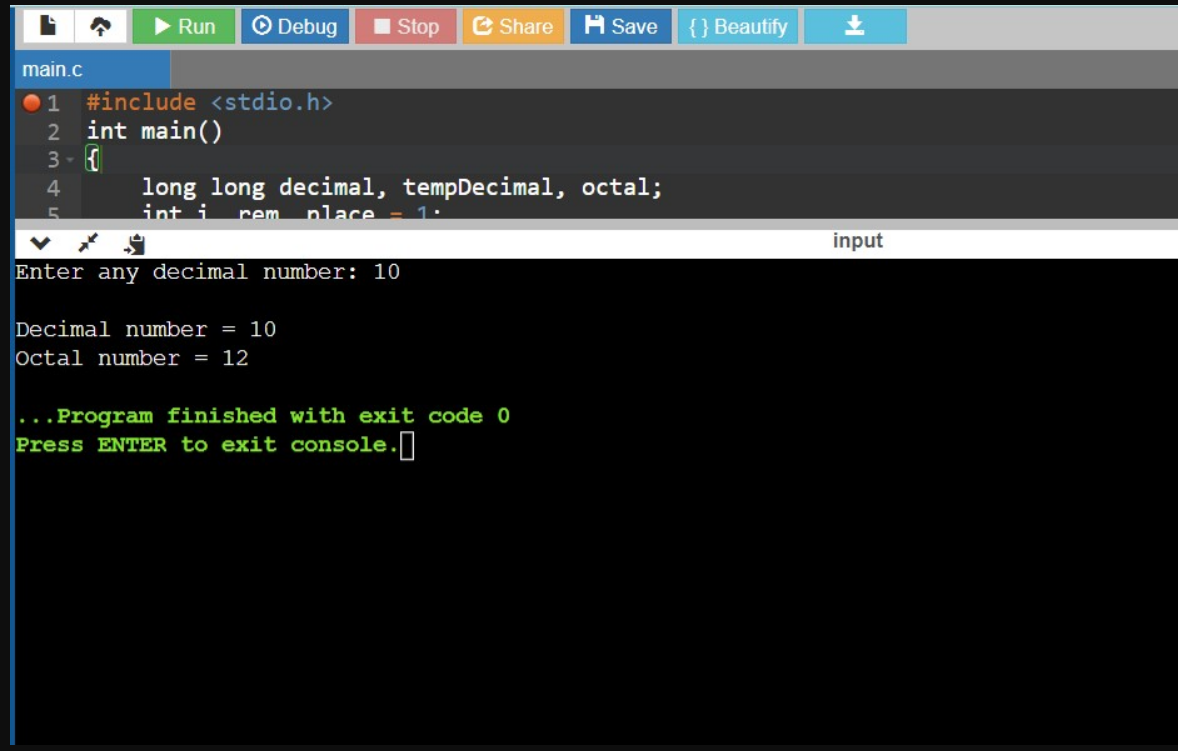 Run Debug Stop Share Save { } Beautify
main.c
1 #include <stdio.h>
2 int main()
3 {
4 long long decimal, tempDecimal, octal;
5 int i, rem, place = 1;
input
Enter any decimal number: 10
Decimal number = 10
Octal number = 12
...Program finished with exit code 0
Press ENTER to exit console.